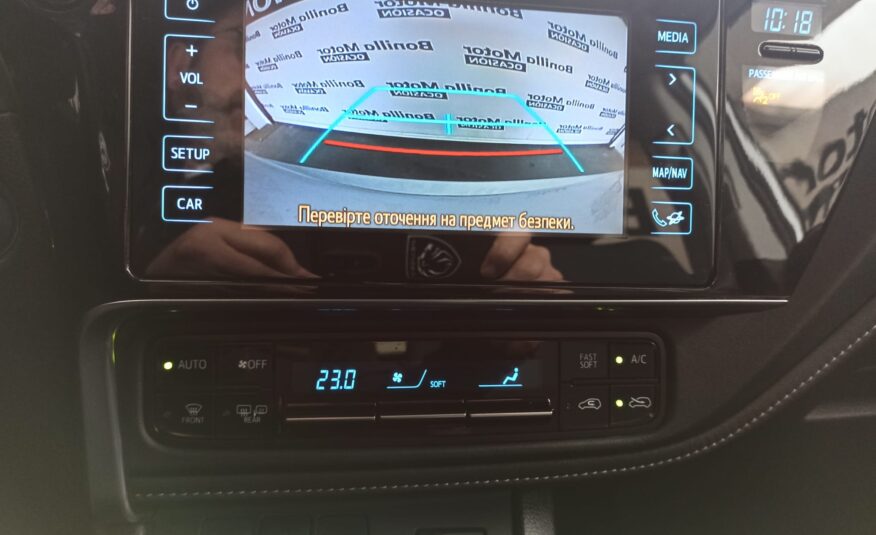 Bonilla Motor
OCASIÓN
Перевірте оточення на предмет безпеки.
+
VOL
−
SETUP
CAR
MEDIA
>
<
MAP/NAV
10:18
AUTO
OFF
FRONT
REAR
23.0
SOFT
FAST
SOFT
A/C